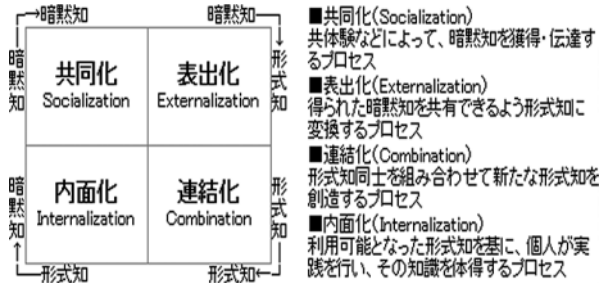 →暗黙知 暗黙知
暗黙知
共同化
Socialization
表出化
Externalization
形式知
暗黙知
内面化
Internalization
連結化
Combination
形式知
形式知 形式知←
■共同化(Socialization)
共体験などによって、暗黙知を獲得・伝達す
るプロセス
■表出化(Externalization)
得られた暗黙知を共有できるよう形式知に
変換するプロセス
■連結化(Combination)
形式知同士を組み合わせて新たな形式知を
創造するプロセス
■内面化(Internalization)
利用可能となった形式知を基に、個人が実
践を行い、その知識を体得するプロセス